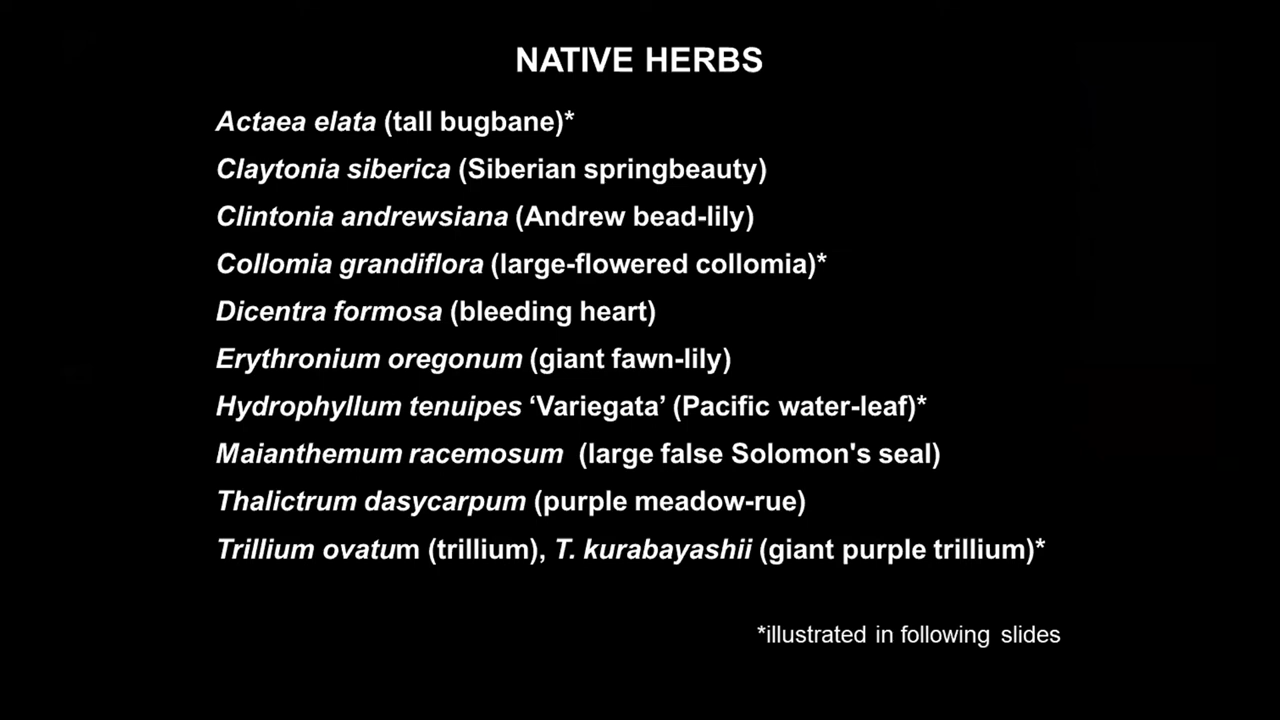 NATIVE HERBS
Actaea elata (tall bugbane)*
Claytonia siberica (Siberian springbeauty)
Clintonia andrewsiana (Andrew bead-lily)
Collomia grandiflora (large-flowered collomia)*
Dicentra formosa (bleeding heart)
Erythronium oregonum (giant fawn-lily)
Hydrophyllum tenuipes ‘Variegata’ (Pacific water-leaf)*
Maianthemum racemosum (large false Solomon's seal)
Thalictrum dasycarpum (purple meadow-rue)
Trillium ovatum (trillium), T. kurabayashii (giant purple trillium)*
*illustrated in following slides